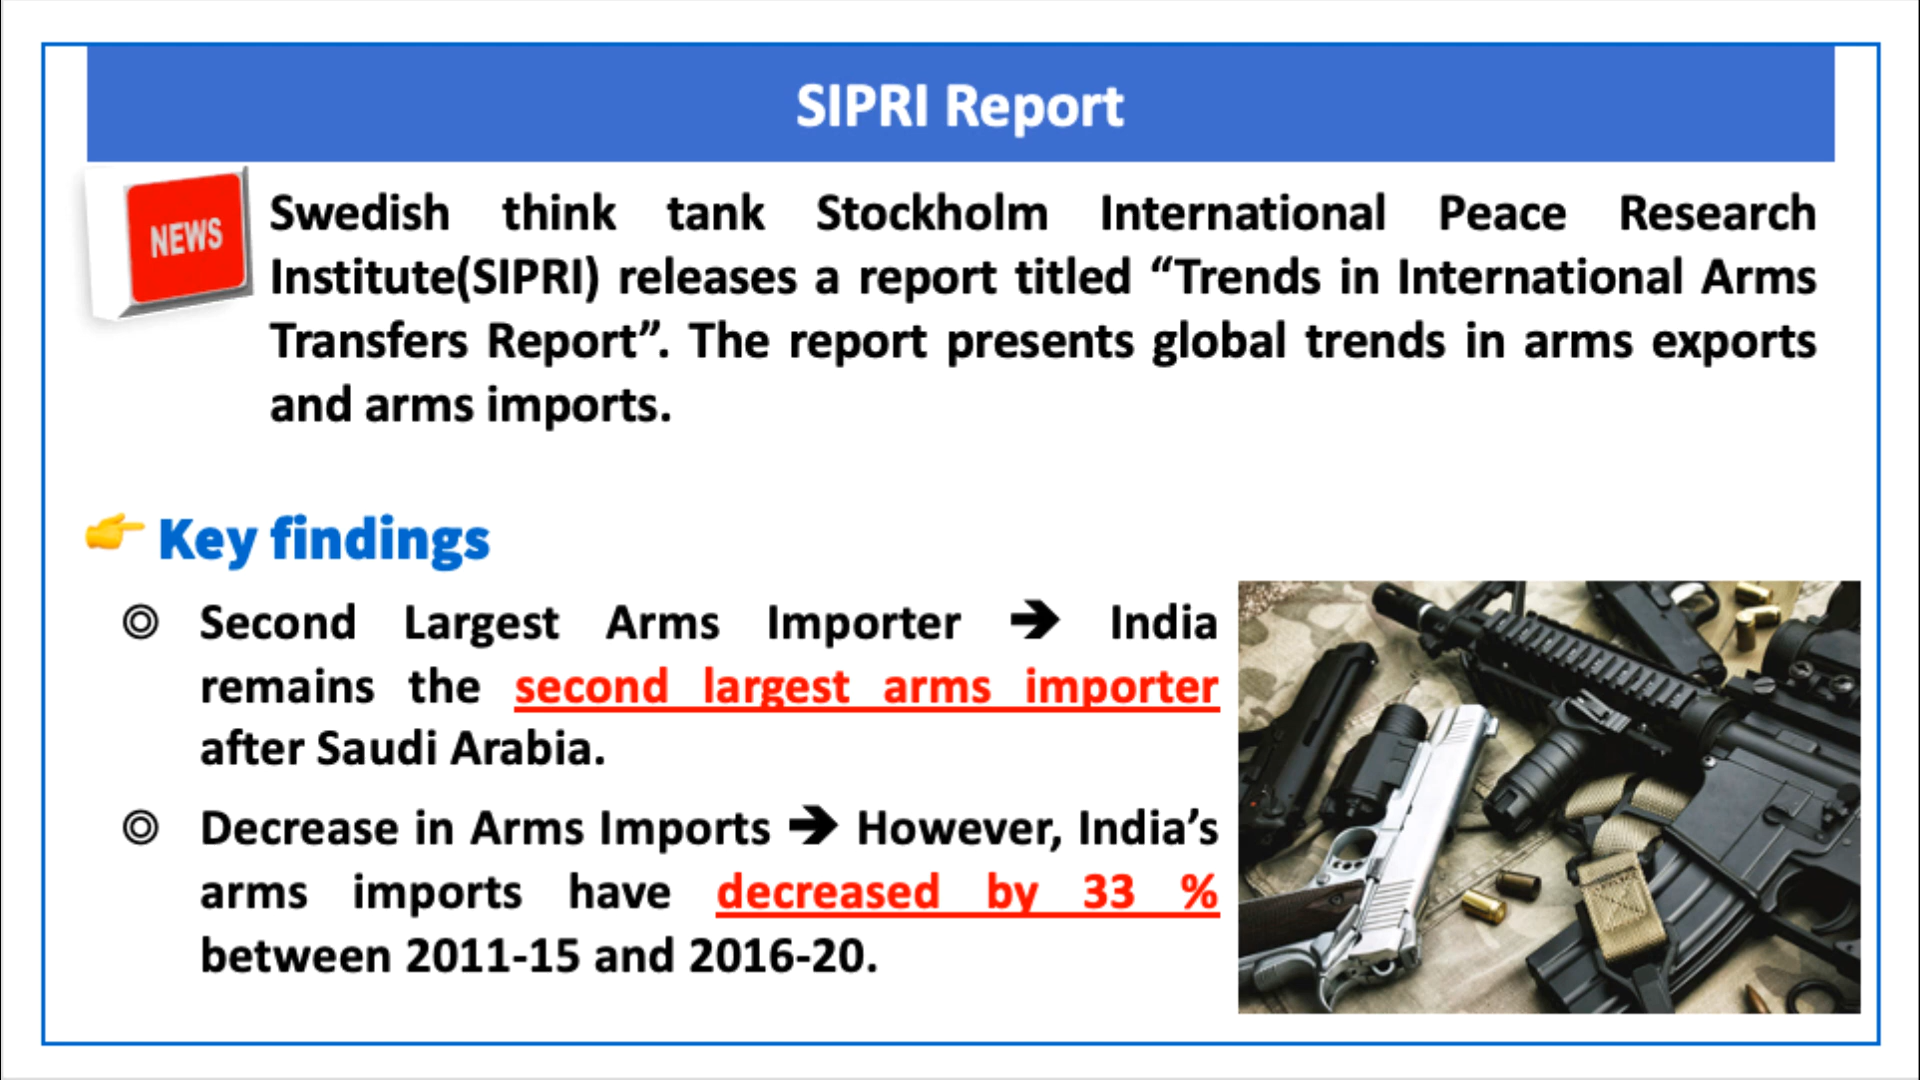 SIPRI Report
NEWS
Swedish think tank Stockholm International Peace Research
Institute(SIPRI) releases a report titled “Trends in International Arms
Transfers Report”. The report presents global trends in arms exports
and arms imports.
👉 Key findings
◎ Second Largest Arms Importer ➔ India
remains the second largest arms importer
after Saudi Arabia.
◎ Decrease in Arms Imports ➔ However, India’s
arms imports have decreased by 33 %
between 2011-15 and 2016-20.